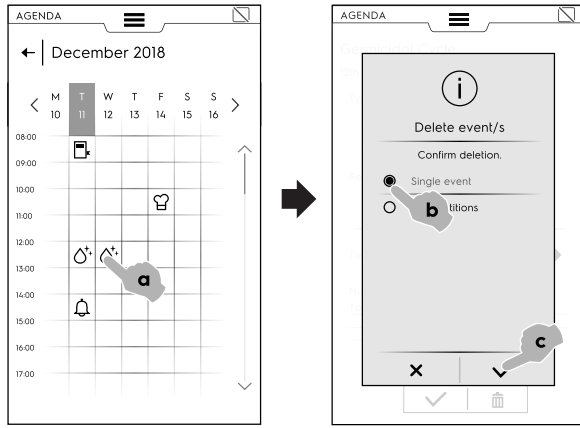 AGENDA
December 2018
M T W T F S S
10 11 12 13 14 15 16
08:00
09:00
10:00
11:00
12:00
13:00
14:00
15:00
16:00
17:00
a
AGENDA
Germicidal Cycle
i
Delete event/s
Confirm deletion.
Single event
b
titions
c